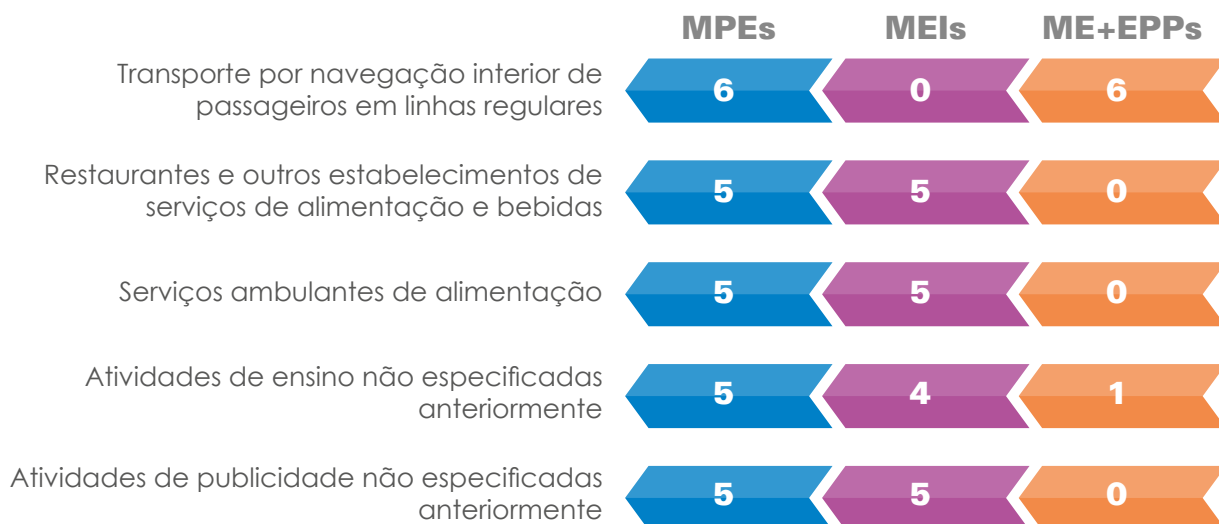 MPEs MEIs ME+EPPs
Transporte por navegação interior de
passageiros em linhas regulares
6 0 6
Restaurantes e outros estabelecimentos de
serviços de alimentação e bebidas
5 5 0
Serviços ambulantes de alimentação
5 5 0
Atividades de ensino não especificadas
anteriormente
5 4 1
Atividades de publicidade não especificadas
anteriormente
5 5 0